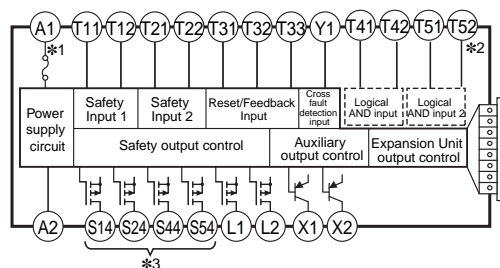 A1 T11 T12 T21 T22 T31 T32 T33 Y1 T41 T42 T51 T52
✻1 ✻2
Power supply circuit
Safety Input 1
Safety Input 2
Reset/Feedback Input
Cross fault detection input
Logical AND input
Logical AND input 2
Safety output control
Auxiliary output control
Expansion Unit output control
A2 S14 S24 S44 S54 L1 L2 X1 X2
✻3